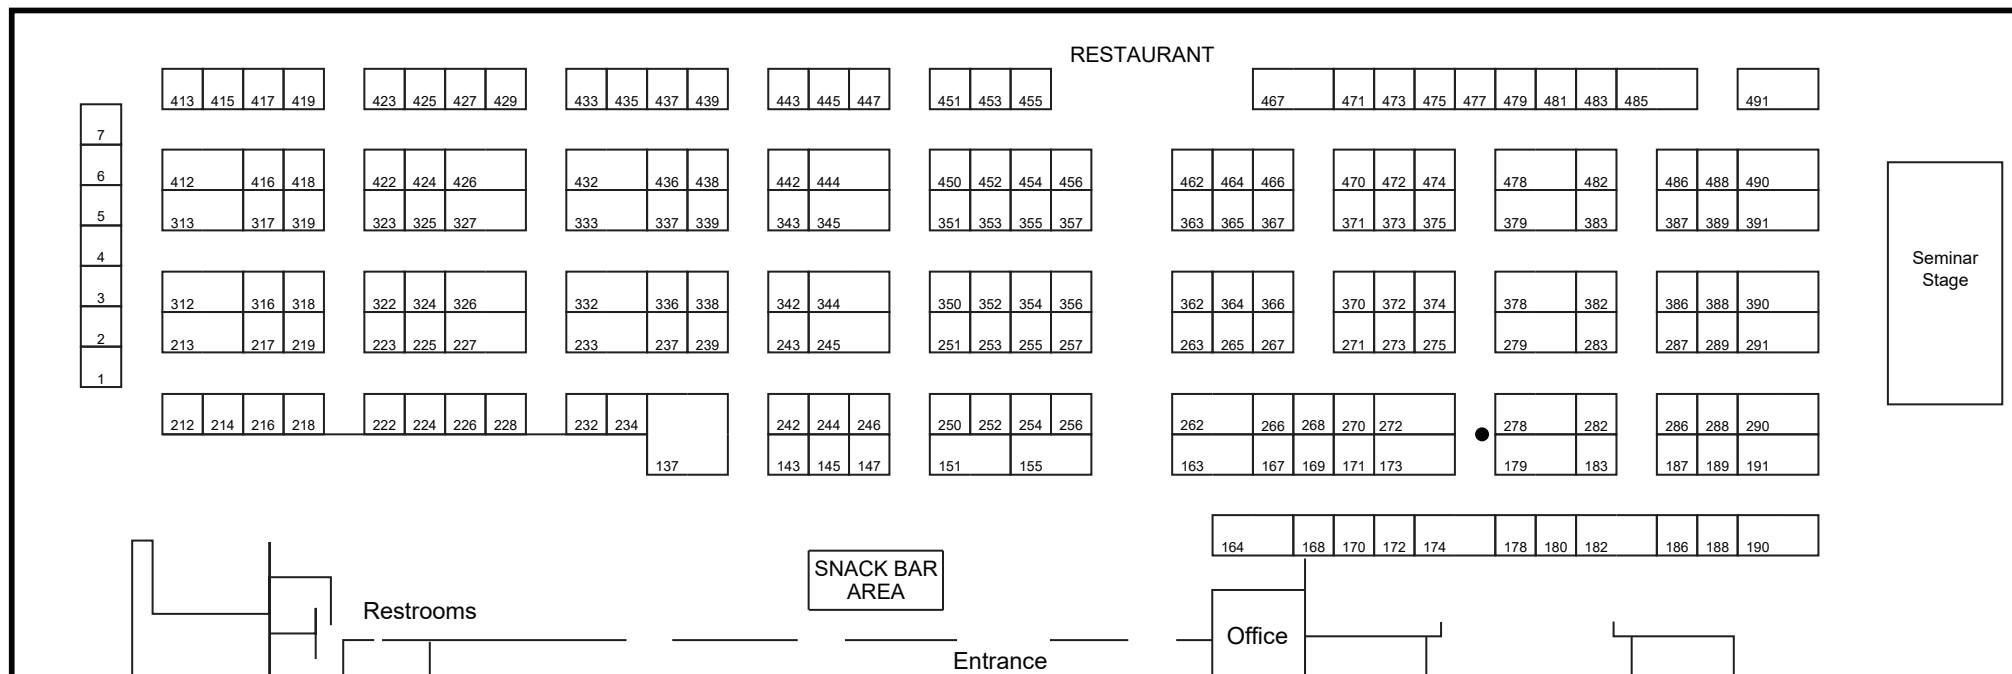 RESTAURANT
413 415 417 419 423 425 427 429 433 435 437 439 443 445 447 451 453 455 467 471 473 475 477 479 481 483 485 491
7
6 412 416 418 422 424 426 432 436 438 442 444 450 452 454 456 462 464 466 470 472 474 478 482 486 488 490
5 313 317 319 323 325 327 333 337 339 343 345 351 353 355 357 363 365 367 371 373 375 379 383 387 389 391
4
Seminar
Stage
3 312 316 318 322 324 326 332 336 338 342 344 350 352 354 356 362 364 366 370 372 374 378 382 386 388 390
2 213 217 219 223 225 227 233 237 239 243 245 251 253 255 257 263 265 267 271 273 275 279 283 287 289 291
1
212 214 216 218 222 224 226 228 232 234 242 244 246 250 252 254 256 262 266 268 270 272 278 282 286 288 290
137 143 145 147 151 155 163 167 169 171 173 179 183 187 189 191
164 168 170 172 174 178 180 182 186 188 190
SNACK BAR
AREA
Restrooms
Office
Entrance